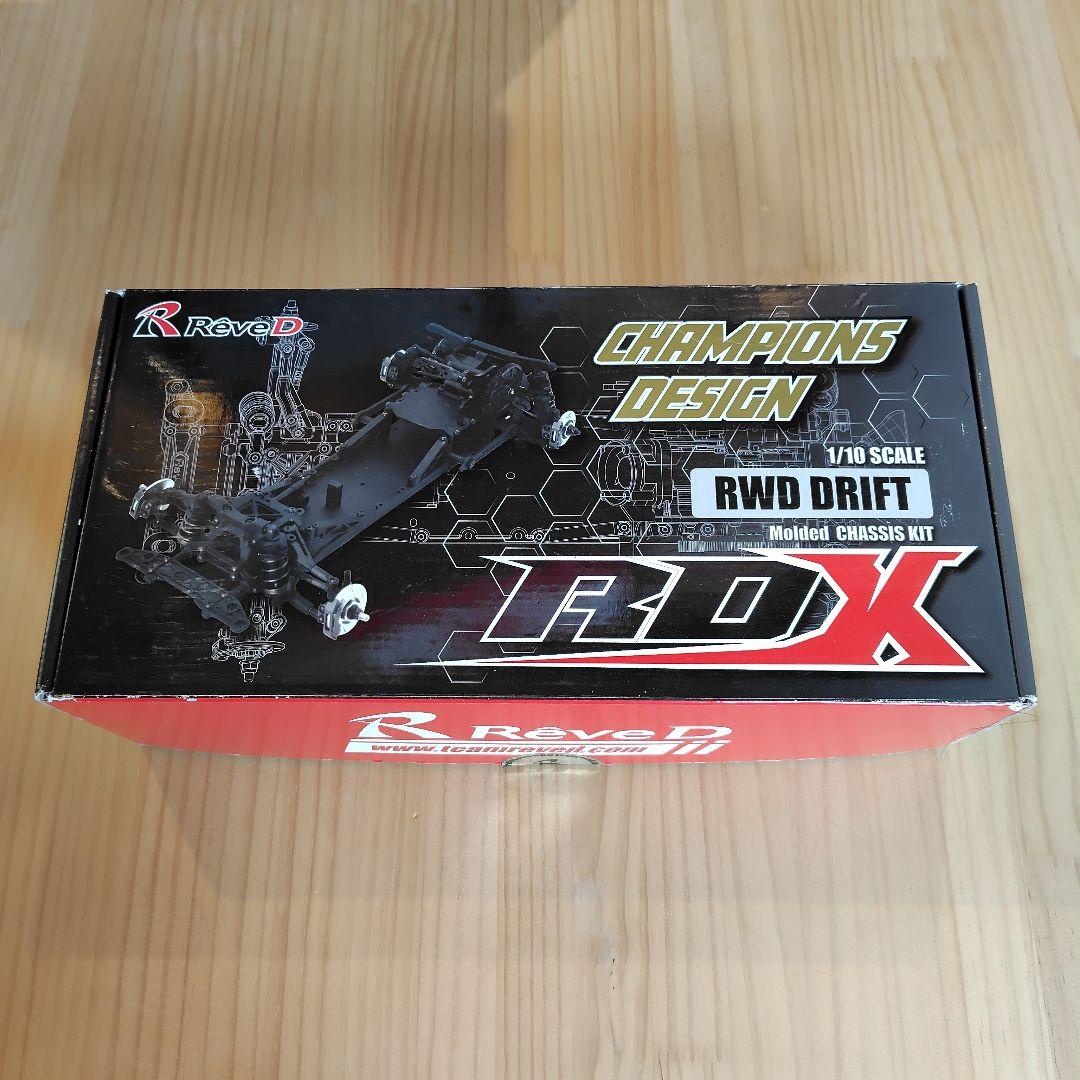 R RêveD
CHAMPIONS
DESIGN
1/10 SCALE
RWD DRIFT
Molded CHASSIS KIT
RDX
R RêveD
www.teamreved.com